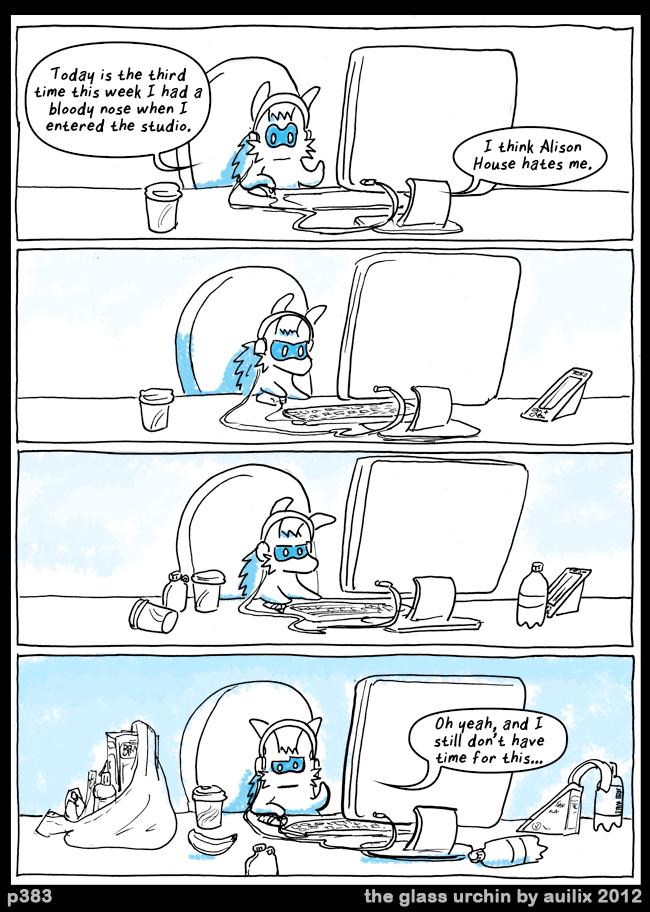 Today is the third
time this week I had a
bloody nose when I
entered the studio.
I think Alison
House hates me.
Oh yeah, and I
still don't have
time for this...
p383
the glass urchin by auilix 2012